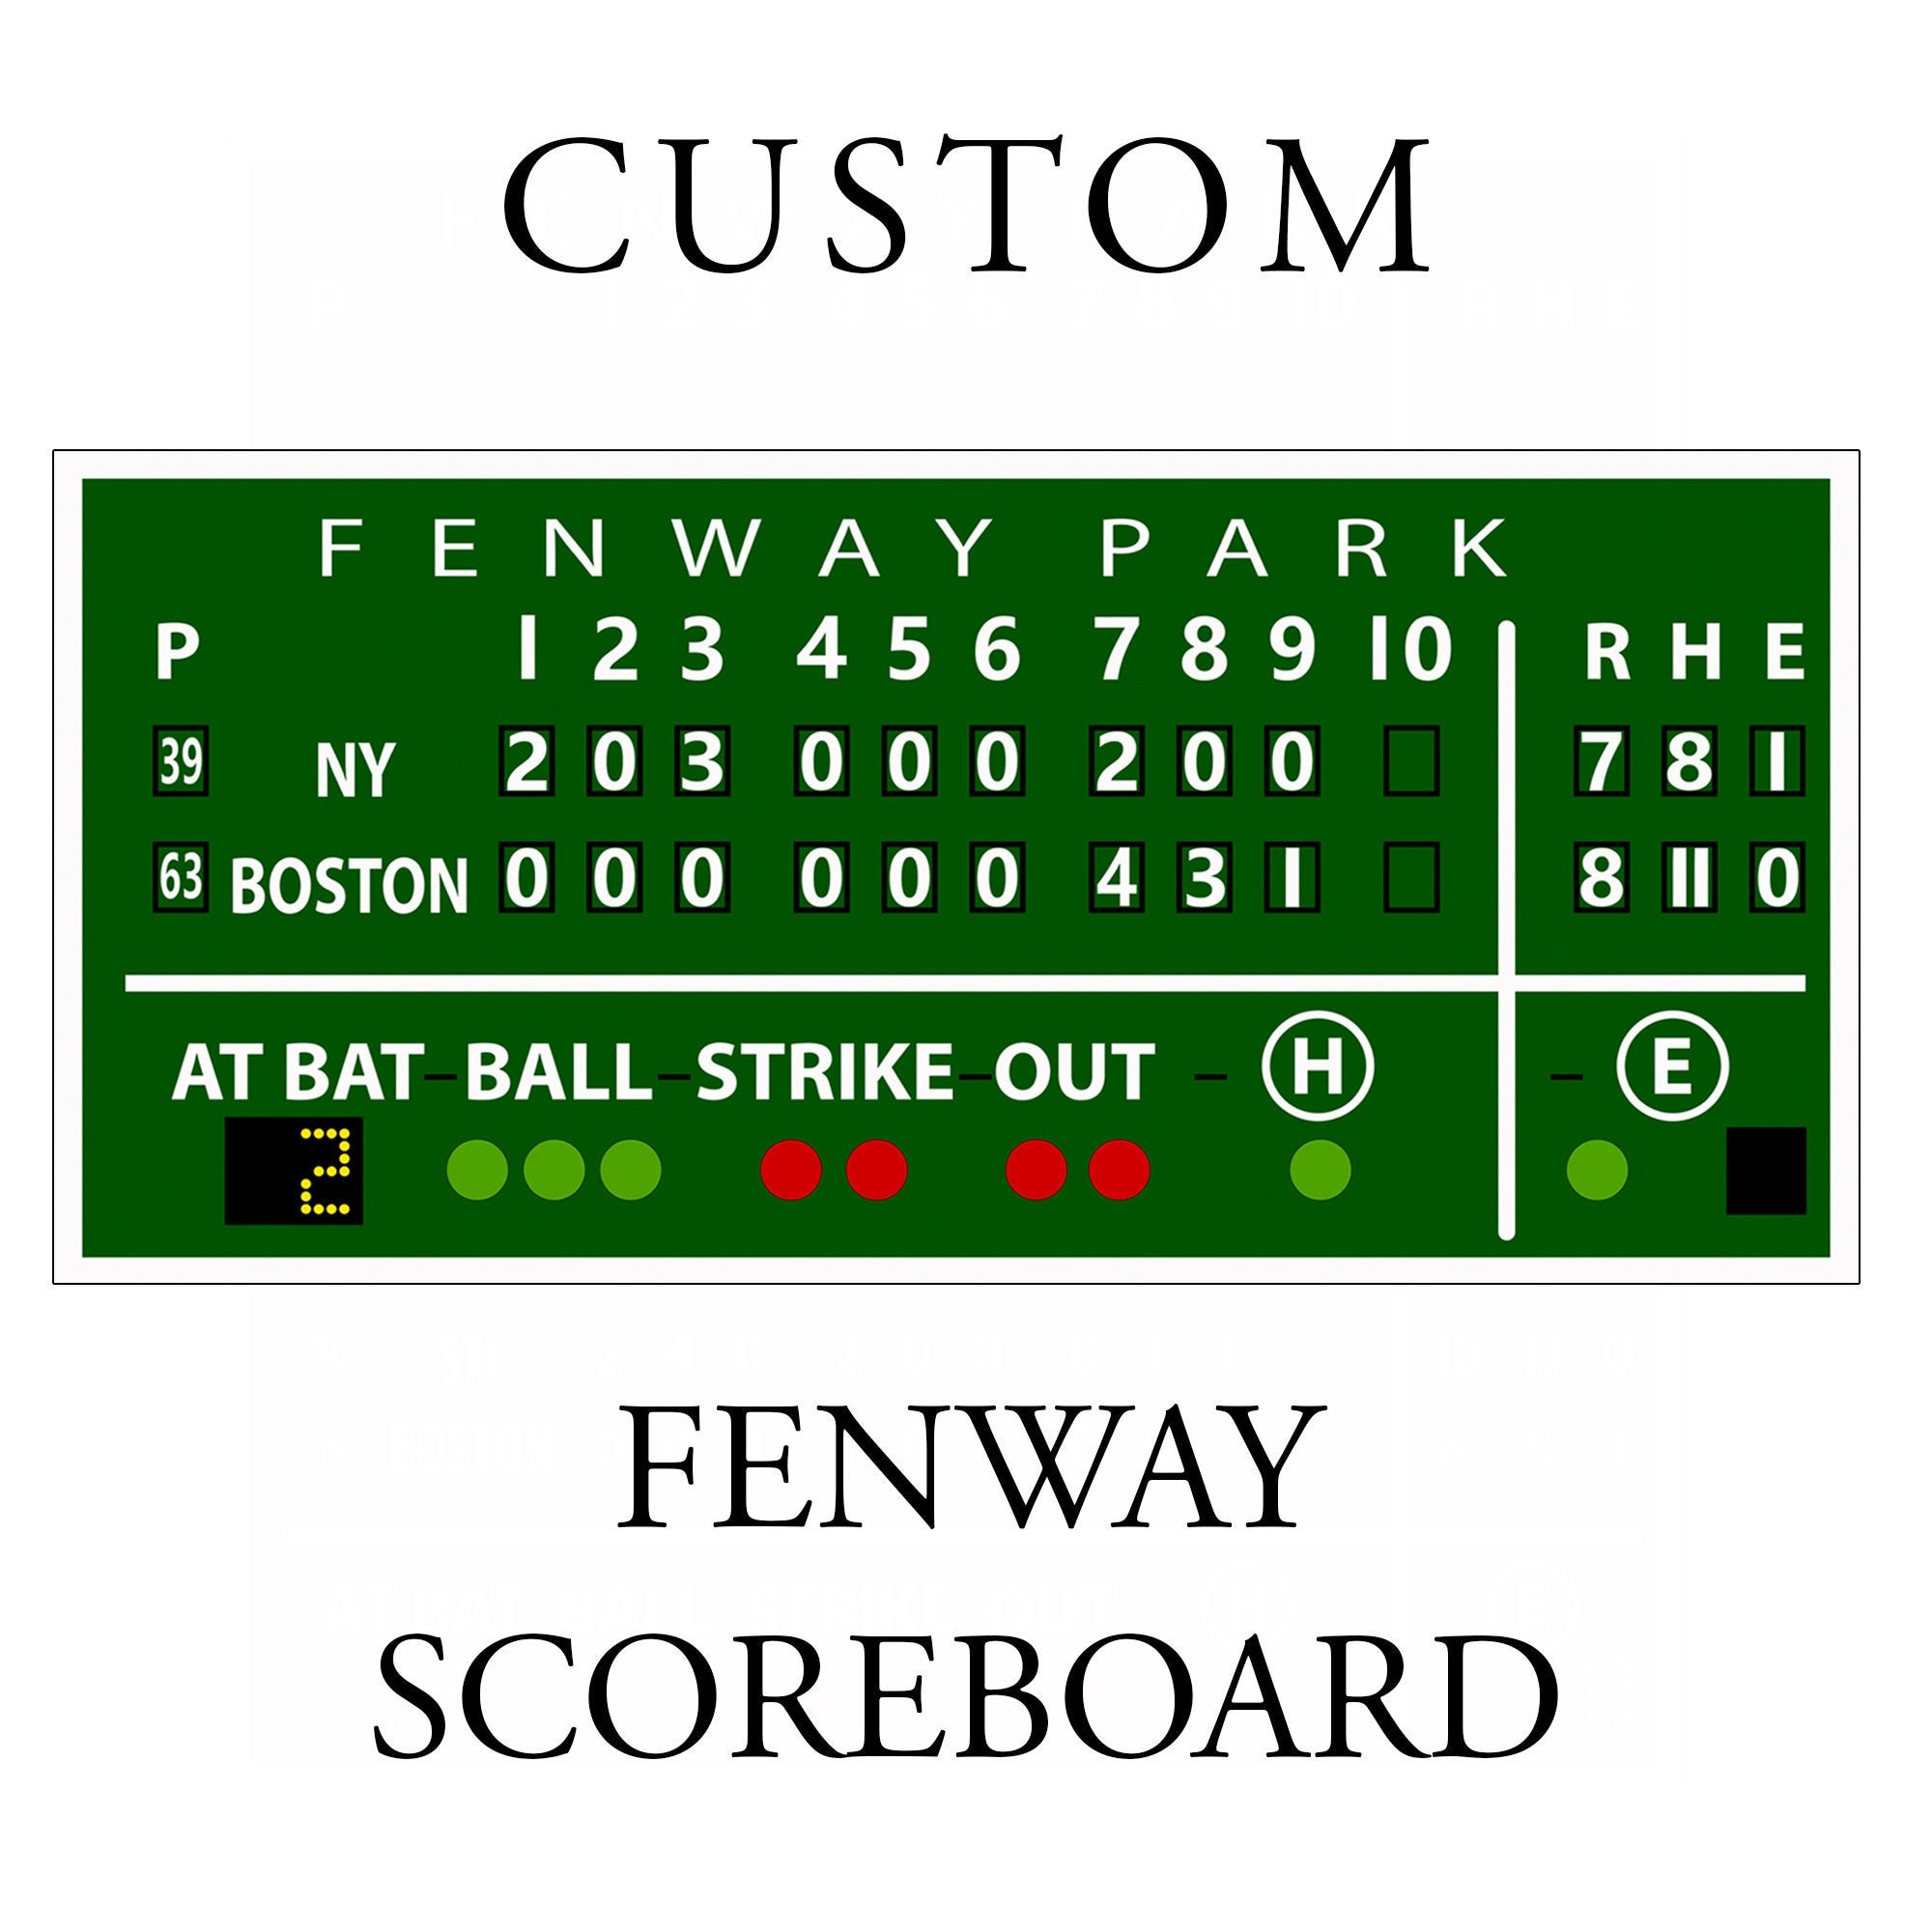 CUSTOM
FENWAY PARK
P 1 2 3 4 5 6 7 8 9 10 R H E
39 NY 2 0 3 0 0 0 2 0 0 7 8 1
63 BOSTON 0 0 0 0 0 0 4 3 1 8 11 0
AT BAT-BALL-STRIKE-OUT - H - E
2
FENWAY
SCOREBOARD